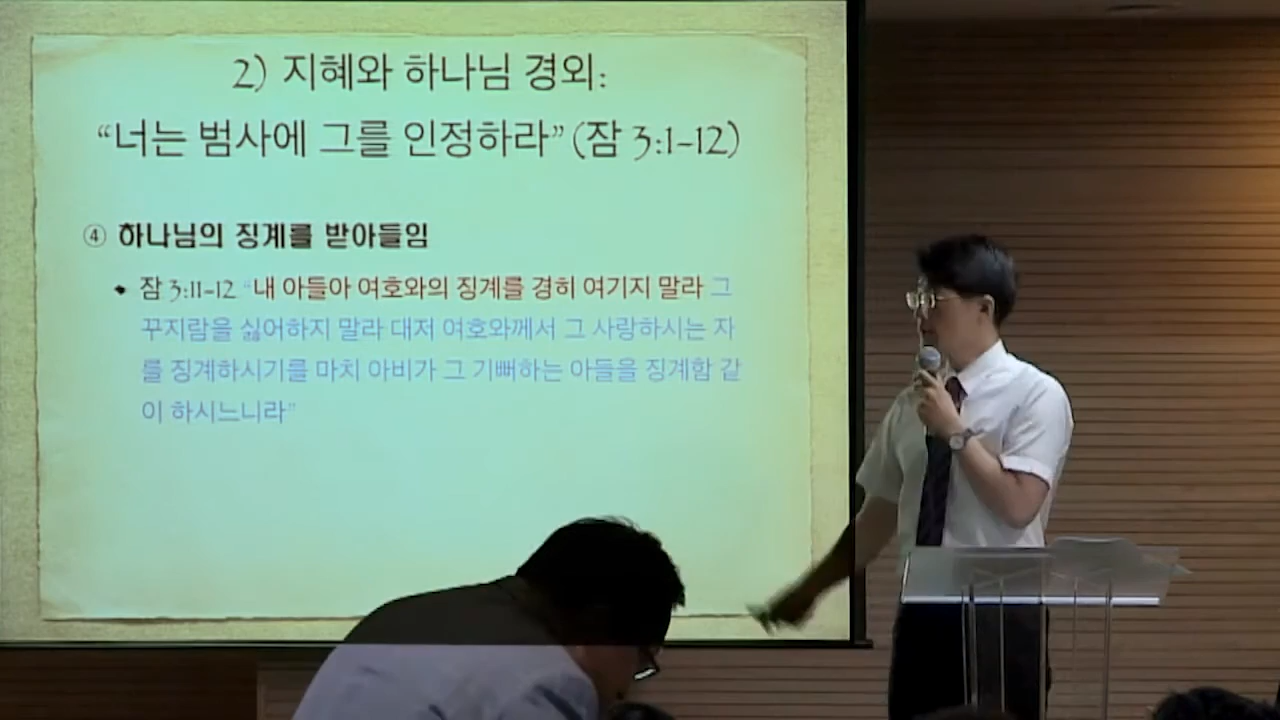 2) 지혜와 하나님 경외:
“너는 범사에 그를 인정하라” (잠 3:1-12)
④ 하나님의 징계를 받아들임
잠 3:11-12 “내 아들아 여호와의 징계를 경히 여기지 말라 그
꾸지람을 싫어하지 말라 대저 여호와께서 그 사랑하시는 자
를 징계하시기를 마치 아비가 그 기뻐하는 아들을 징계함 같
이 하시느니라”